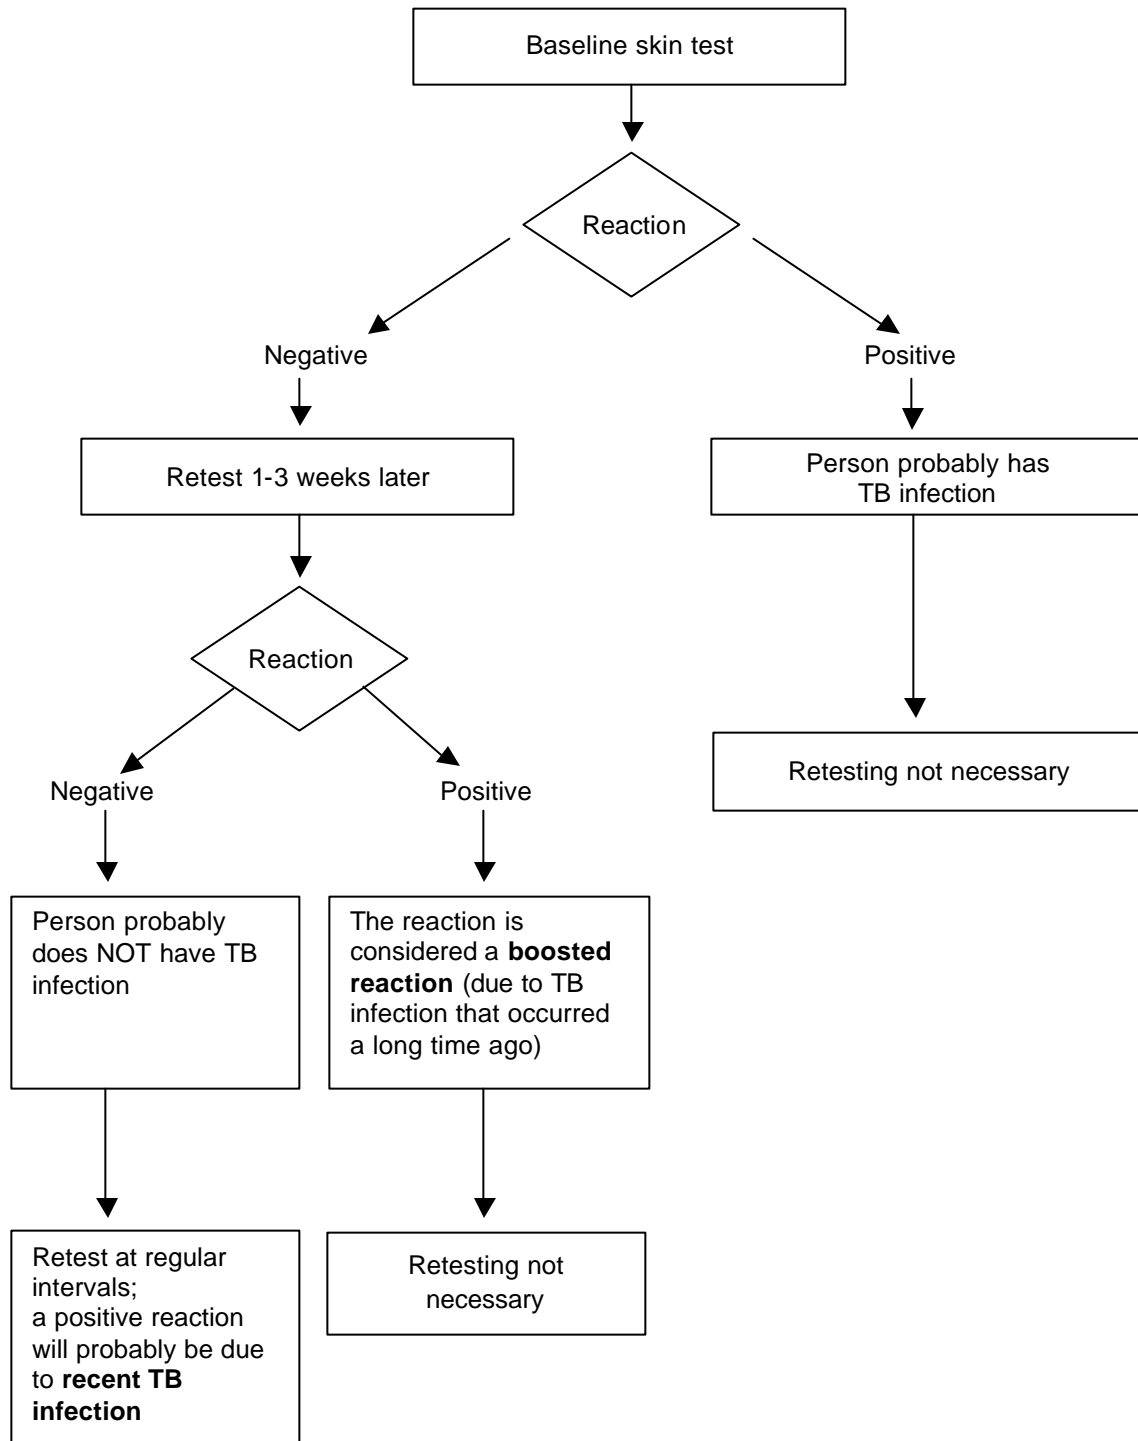 Baseline skin test
Reaction
Negative
Positive
Retest 1-3 weeks later
Person probably has
TB infection
Reaction
Retesting not necessary
Negative
Positive
Person probably
does NOT have TB
infection
The reaction is
considered a boosted
reaction (due to TB
infection that occurred
a long time ago)
Retest at regular
intervals;
a positive reaction
will probably be due
to recent TB
infection
Retesting not
necessary